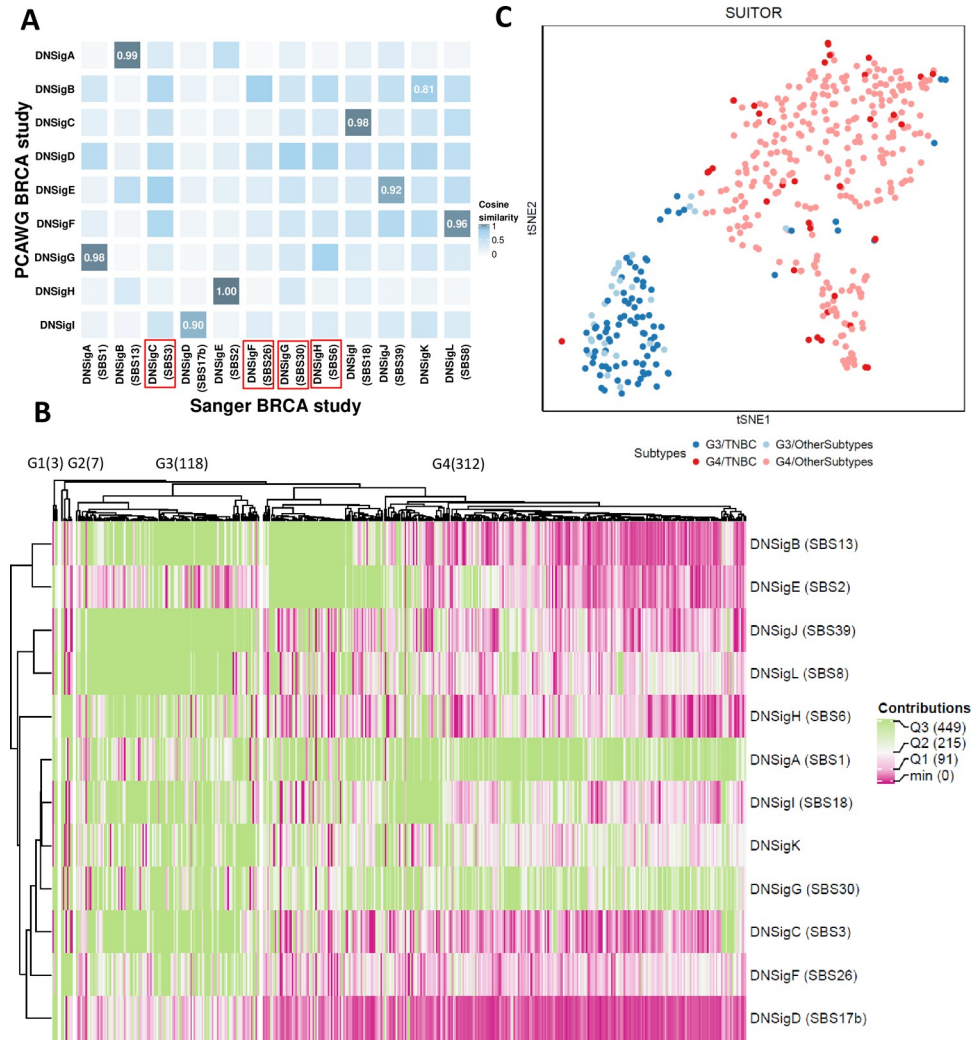 A
PCAWG BRCA study
DNSigA
DNSigB
DNSigC
DNSigD
DNSigE
DNSigF
DNSigG
DNSigH
DNSigI
0.99
0.81
0.98
0.92
0.96
0.98
1.00
0.90
Cosine
similarity
1
0.5
0
DNSigA
(SBS1)
DNSigB
(SBS13)
DNSigC
(SBS3)
DNSigD
(SBS17b)
DNSigE
(SBS2)
DNSigF
(SBS26)
DNSigG
(SBS30)
DNSigH
(SBS6)
DNSigI
(SBS18)
DNSigJ
(SBS39)
DNSigK
DNSigL
(SBS8)
Sanger BRCA study
C
SUITOR
tSNE2
tSNE1
Subtypes
G3/TNBC
G3/OtherSubtypes
G4/TNBC
G4/OtherSubtypes
B
G1(3) G2(7) G3(118) G4(312)
DNSigB (SBS13)
DNSigE (SBS2)
DNSigJ (SBS39)
DNSigL (SBS8)
DNSigH (SBS6)
DNSigA (SBS1)
DNSigI (SBS18)
DNSigK
DNSigG (SBS30)
DNSigC (SBS3)
DNSigF (SBS26)
DNSigD (SBS17b)
Contributions
Q3 (449)
Q2 (215)
Q1 (91)
min (0)